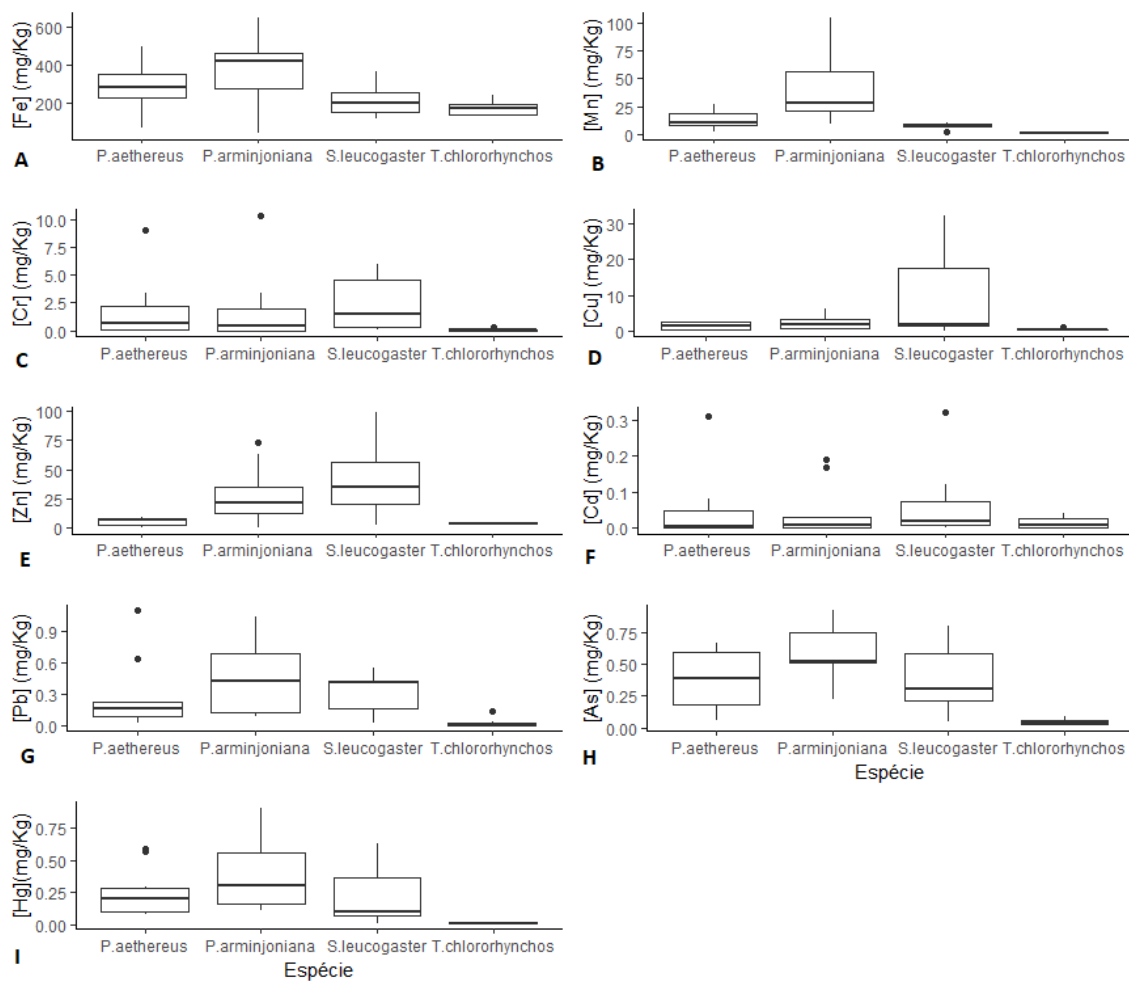 [Fe] (mg/Kg)
600
400
200
P.aethereus P.arminjoniana S.leucogaster T.chlororhynchos
A
[Mn] (mg/Kg)
100
75
50
25
0
P.aethereus P.arminjoniana S.leucogaster T.chlororhynchos
B
[Cr] (mg/Kg)
10.0
7.5
5.0
2.5
0.0
P.aethereus P.arminjoniana S.leucogaster T.chlororhynchos
C
[Cu] (mg/Kg)
30
20
10
0
P.aethereus P.arminjoniana S.leucogaster T.chlororhynchos
D
[Zn] (mg/Kg)
100
75
50
25
0
P.aethereus P.arminjoniana S.leucogaster T.chlororhynchos
E
[Cd] (mg/Kg)
0.3
0.2
0.1
0.0
P.aethereus P.arminjoniana S.leucogaster T.chlororhynchos
F
[Pb] (mg/Kg)
0.9
0.6
0.3
0.0
P.aethereus P.arminjoniana S.leucogaster T.chlororhynchos
G
[As] (mg/Kg)
0.75
0.50
0.25
0.00
P.aethereus P.arminjoniana S.leucogaster T.chlororhynchos
H
Espécie
[Hg](mg/Kg)
0.75
0.50
0.25
0.00
P.aethereus P.arminjoniana S.leucogaster T.chlororhynchos
I
Espécie